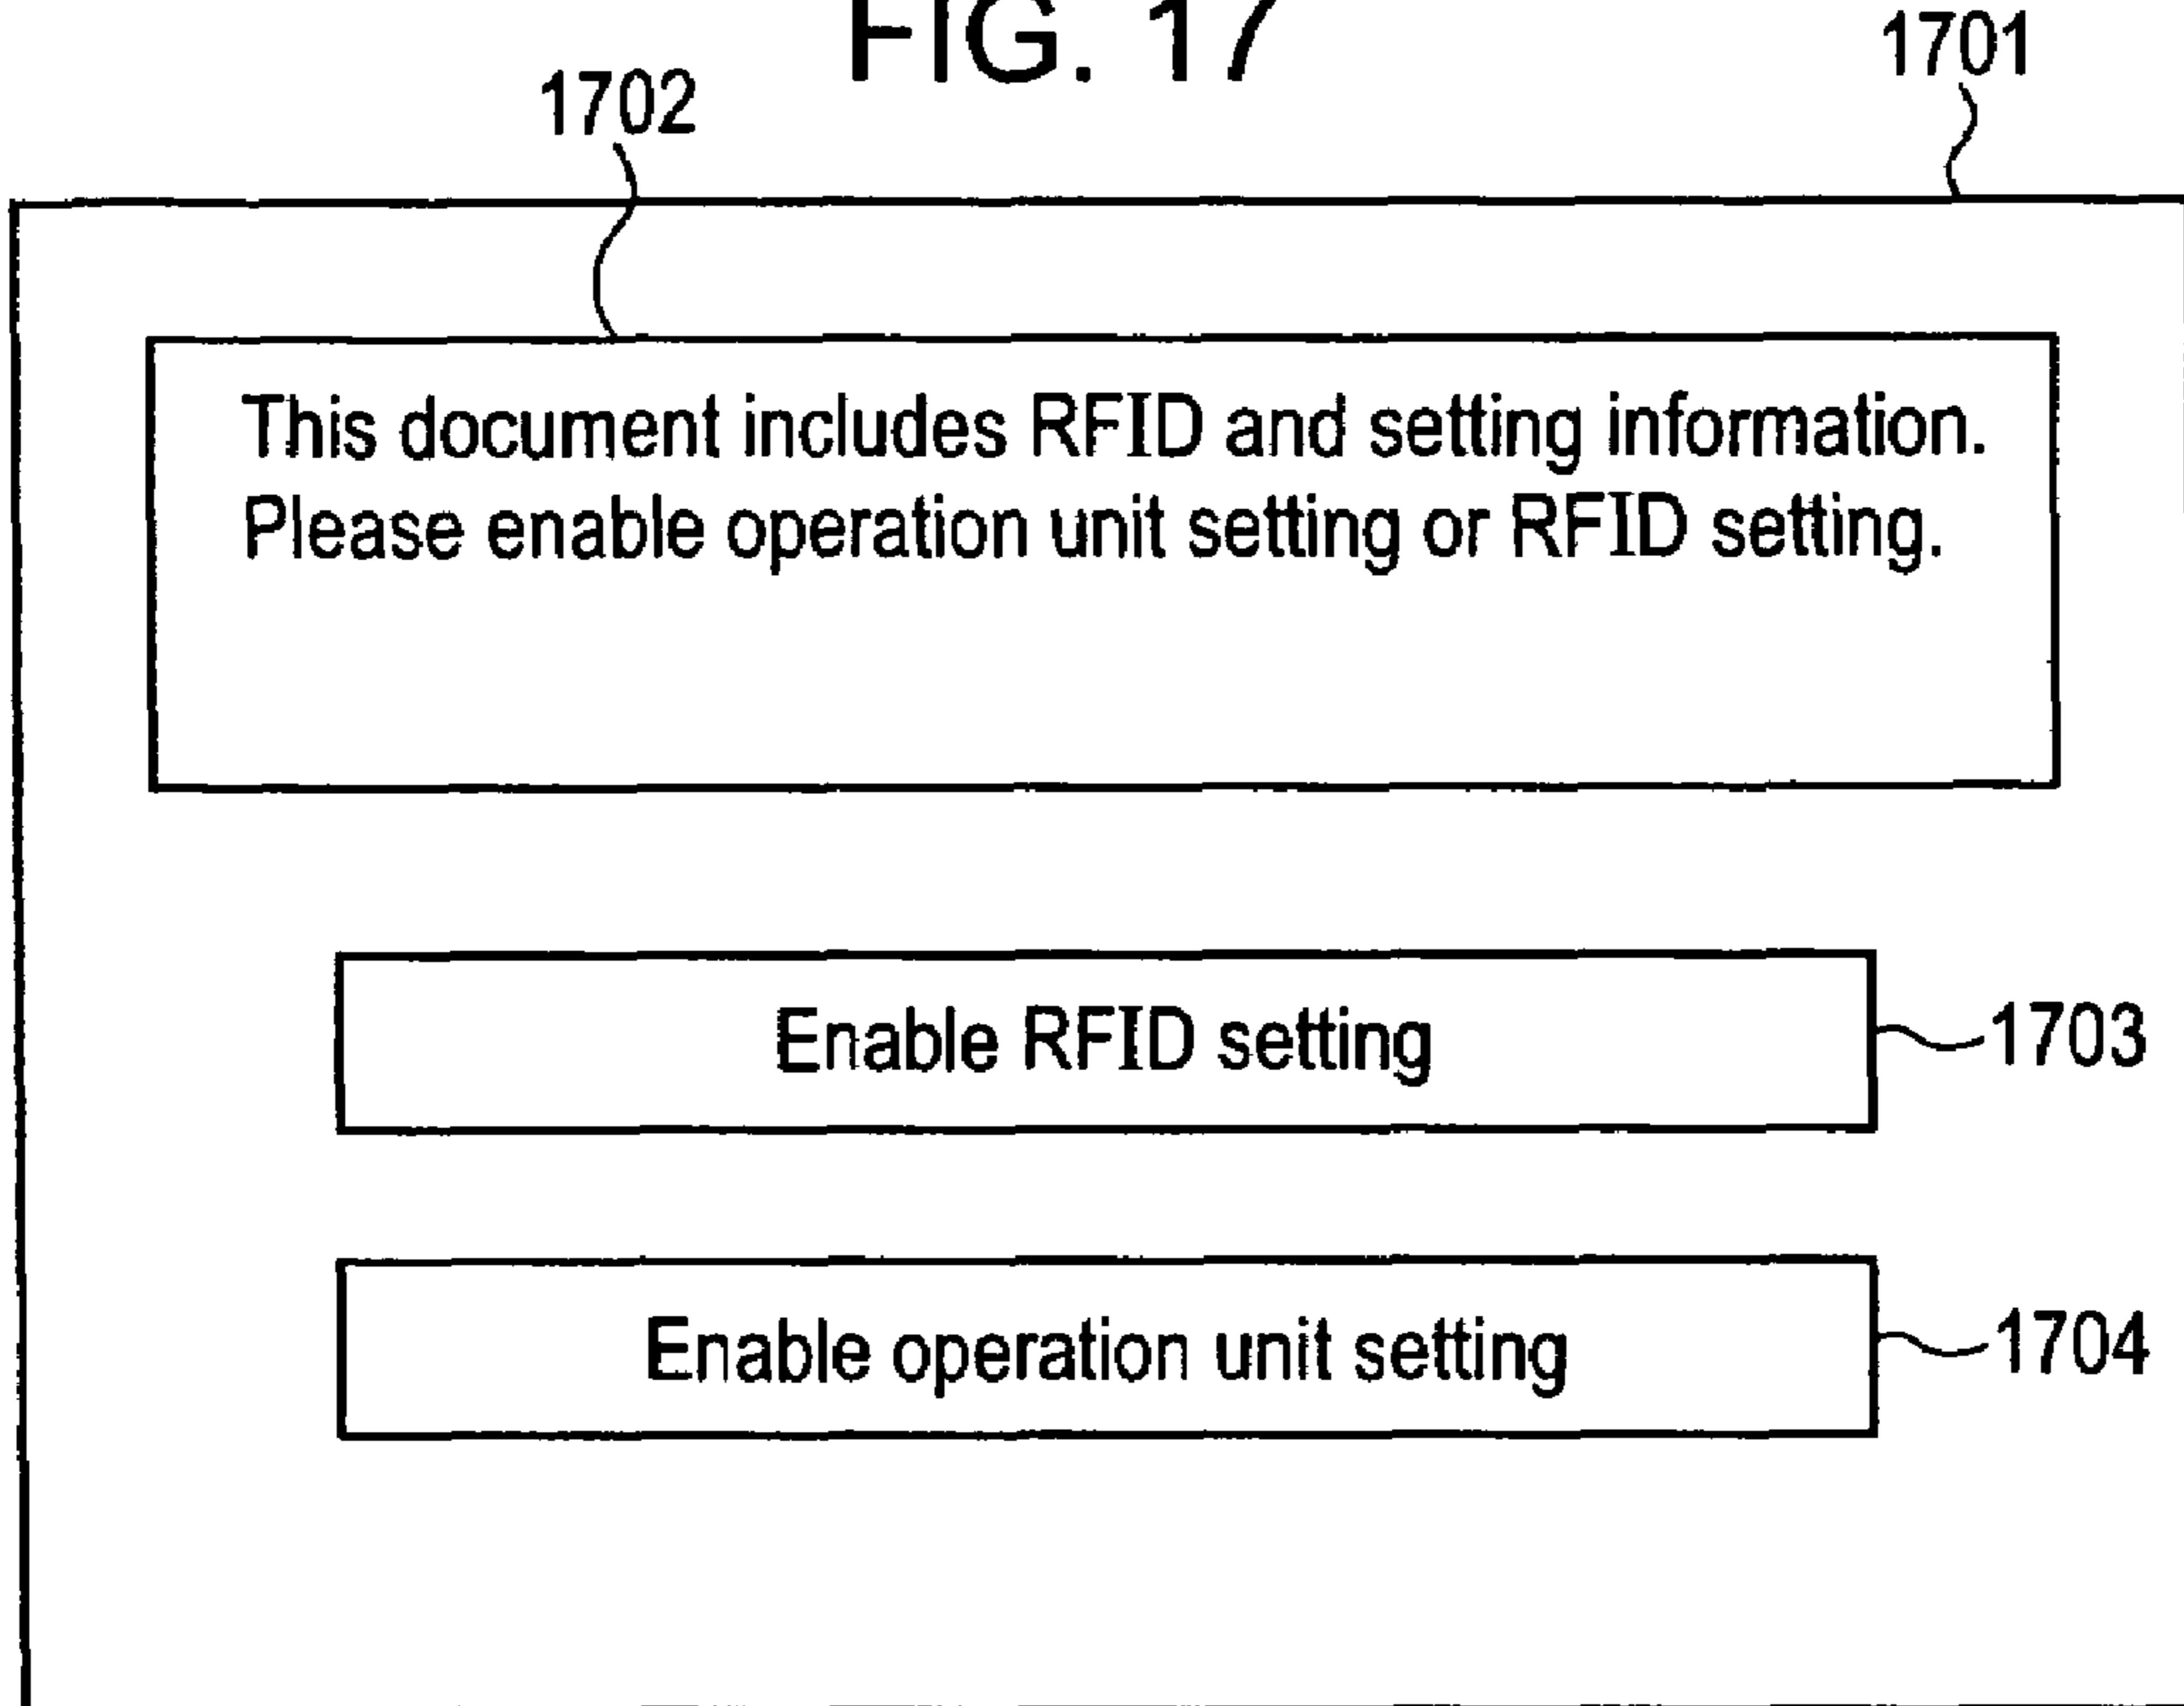 FIG. 17
1701
1702
This document includes RFID and setting information.
Please enable operation unit setting or RFID setting.
Enable RFID setting
1703
Enable operation unit setting
1704